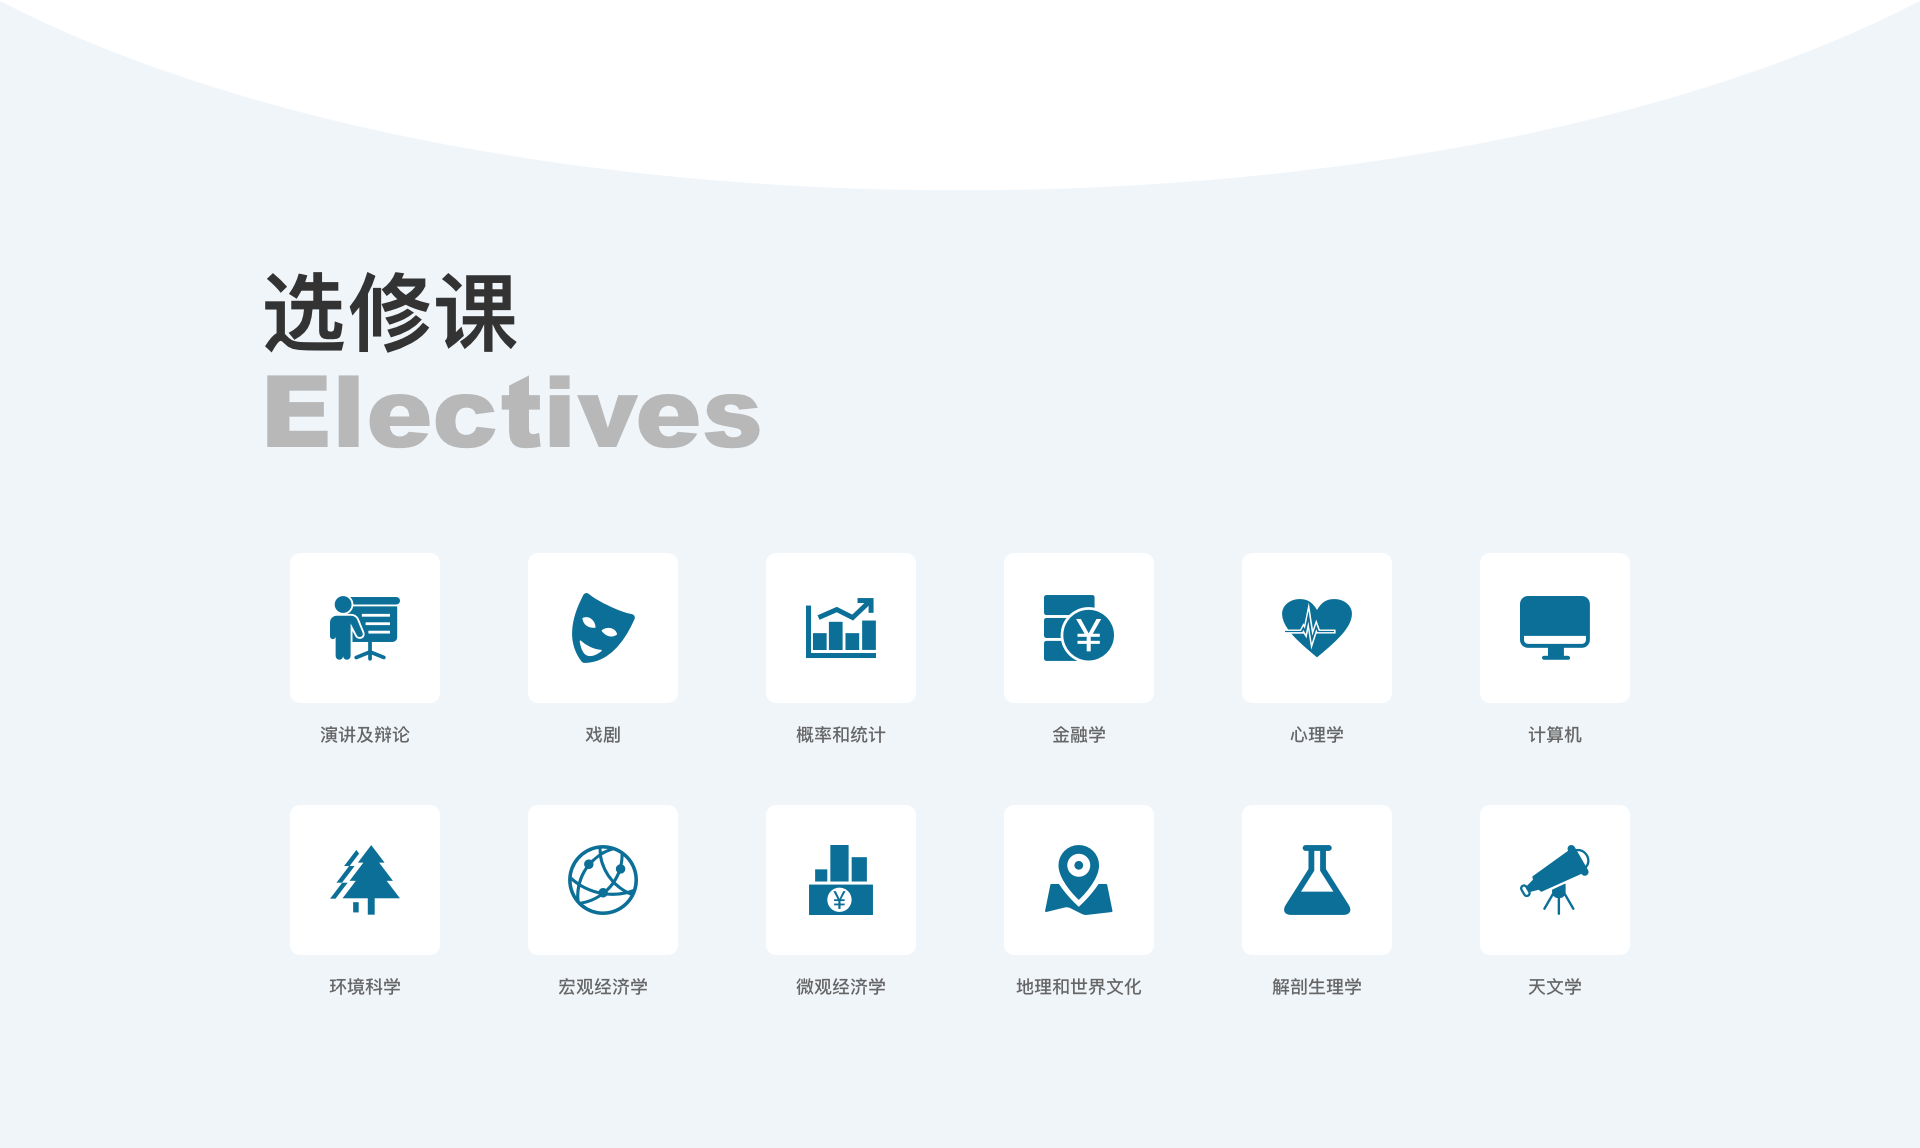 选修课
Electives
演讲及辩论
戏剧
概率和统计
金融学
心理学
计算机
环境科学
宏观经济学
微观经济学
地理和世界文化
解剖生理学
天文学